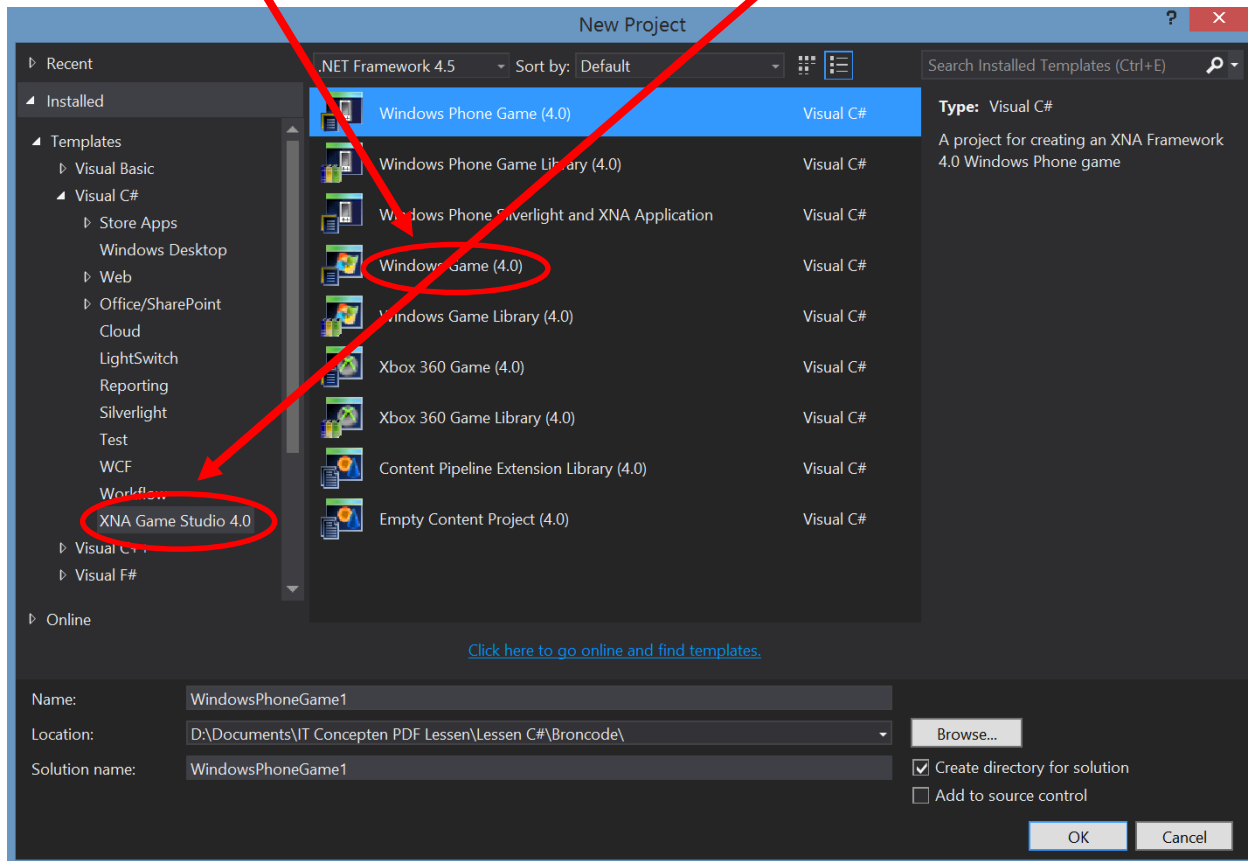 New Project
?
Recent
.NET Framework 4.5
Sort by: Default
Search Installed Templates (Ctrl+E)
Installed
Templates
Visual Basic
Visual C#
Store Apps
Windows Desktop
Web
Office/SharePoint
Cloud
LightSwitch
Reporting
Silverlight
Test
WCF
Workflow
XNA Game Studio 4.0
Visual C++
Visual F#
Online
Windows Phone Game (4.0) Visual C#
Windows Phone Game Library (4.0) Visual C#
Windows Phone Silverlight and XNA Application Visual C#
Windows Game (4.0) Visual C#
Windows Game Library (4.0) Visual C#
Xbox 360 Game (4.0) Visual C#
Xbox 360 Game Library (4.0) Visual C#
Content Pipeline Extension Library (4.0) Visual C#
Empty Content Project (4.0) Visual C#
Type: Visual C#
A project for creating an XNA Framework
4.0 Windows Phone game
Click here to go online and find templates.
Name: WindowsPhoneGame1
Location: D:\Documents\IT Concepten PDF Lessen\Lessen C#\Broncode\
Browse...
Solution name: WindowsPhoneGame1
Create directory for solution
Add to source control
OK
Cancel